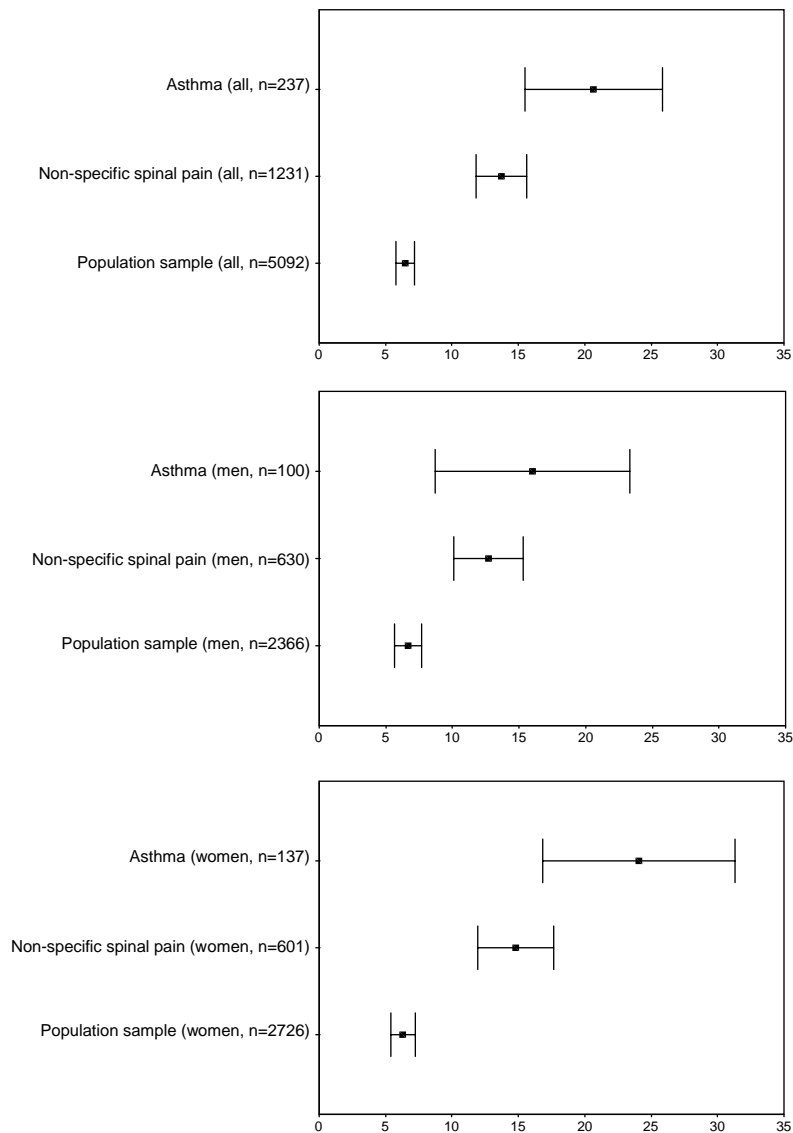 Asthma (all, n=237)
Non-specific spinal pain (all, n=1231)
Population sample (all, n=5092)
0 5 10 15 20 25 30 35
Asthma (men, n=100)
Non-specific spinal pain (men, n=630)
Population sample (men, n=2366)
0 5 10 15 20 25 30 35
Asthma (women, n=137)
Non-specific spinal pain (women, n=601)
Population sample (women, n=2726)
0 5 10 15 20 25 30 35